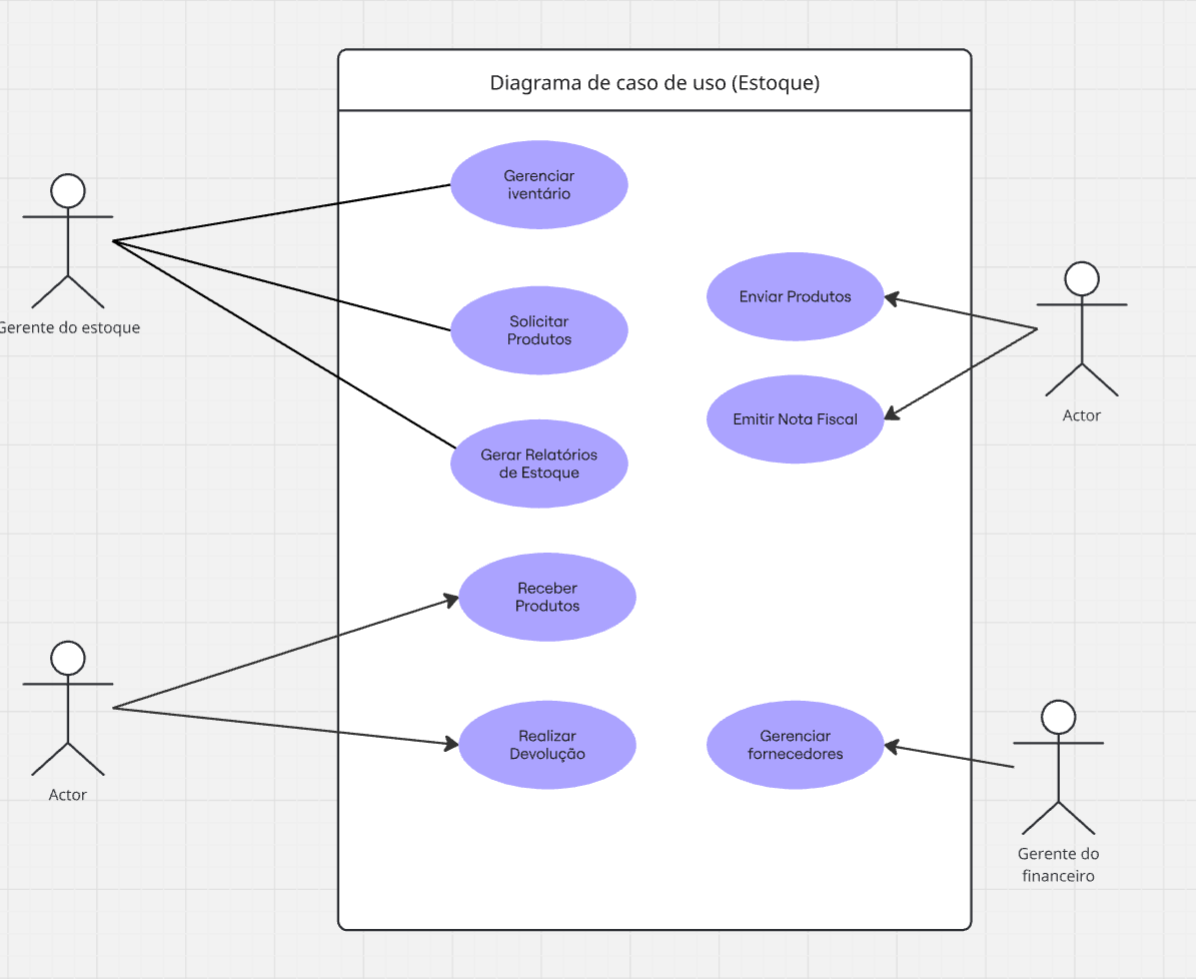 Diagrama de caso de uso (Estoque)
Gerenciar
iventário
Solicitar
Produtos
Gerar Relatórios
de Estoque
Receber
Produtos
Realizar
Devolução
Enviar Produtos
Emitir Nota Fiscal
Gerenciar
fornecedores
Gerente do estoque
Actor
Actor
Gerente do
financeiro